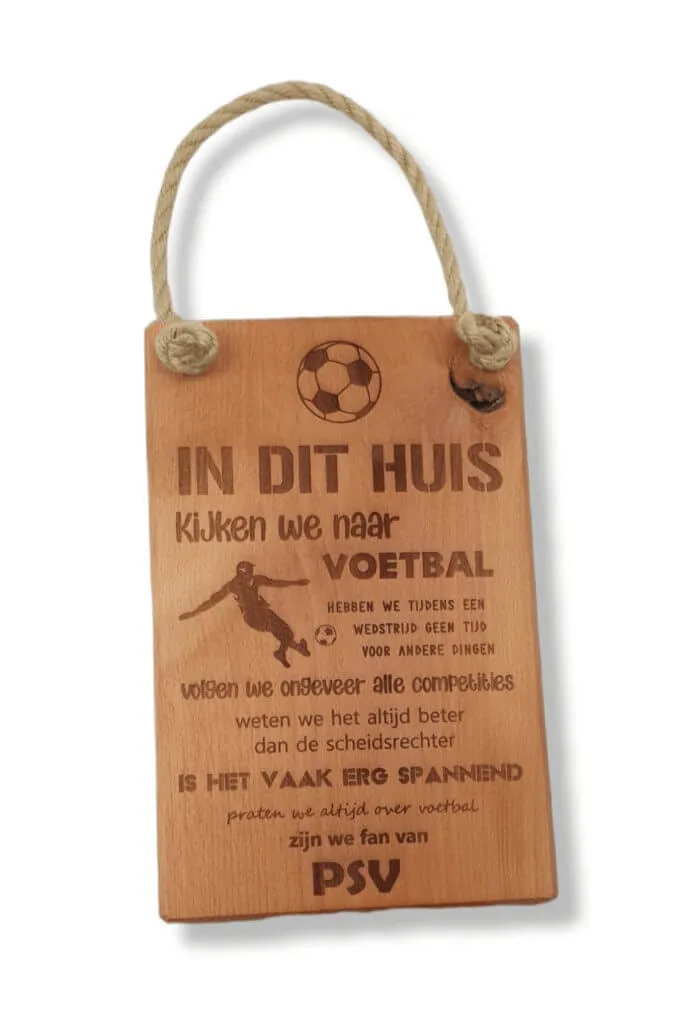 IN DIT HUIS
Kijken we naar
VOETBAL
HEBBEN WE TIJDENS EEN
WEDSTRIJD GEEN TIJD
VOOR ANDERE DINGEN
volgen we ongeveer alle competities
weten we het altijd beter
dan de scheidsrechter
IS HET VAAK ERG SPANNEND
praten we altijd over voetbal
zijn we fan van
PSV